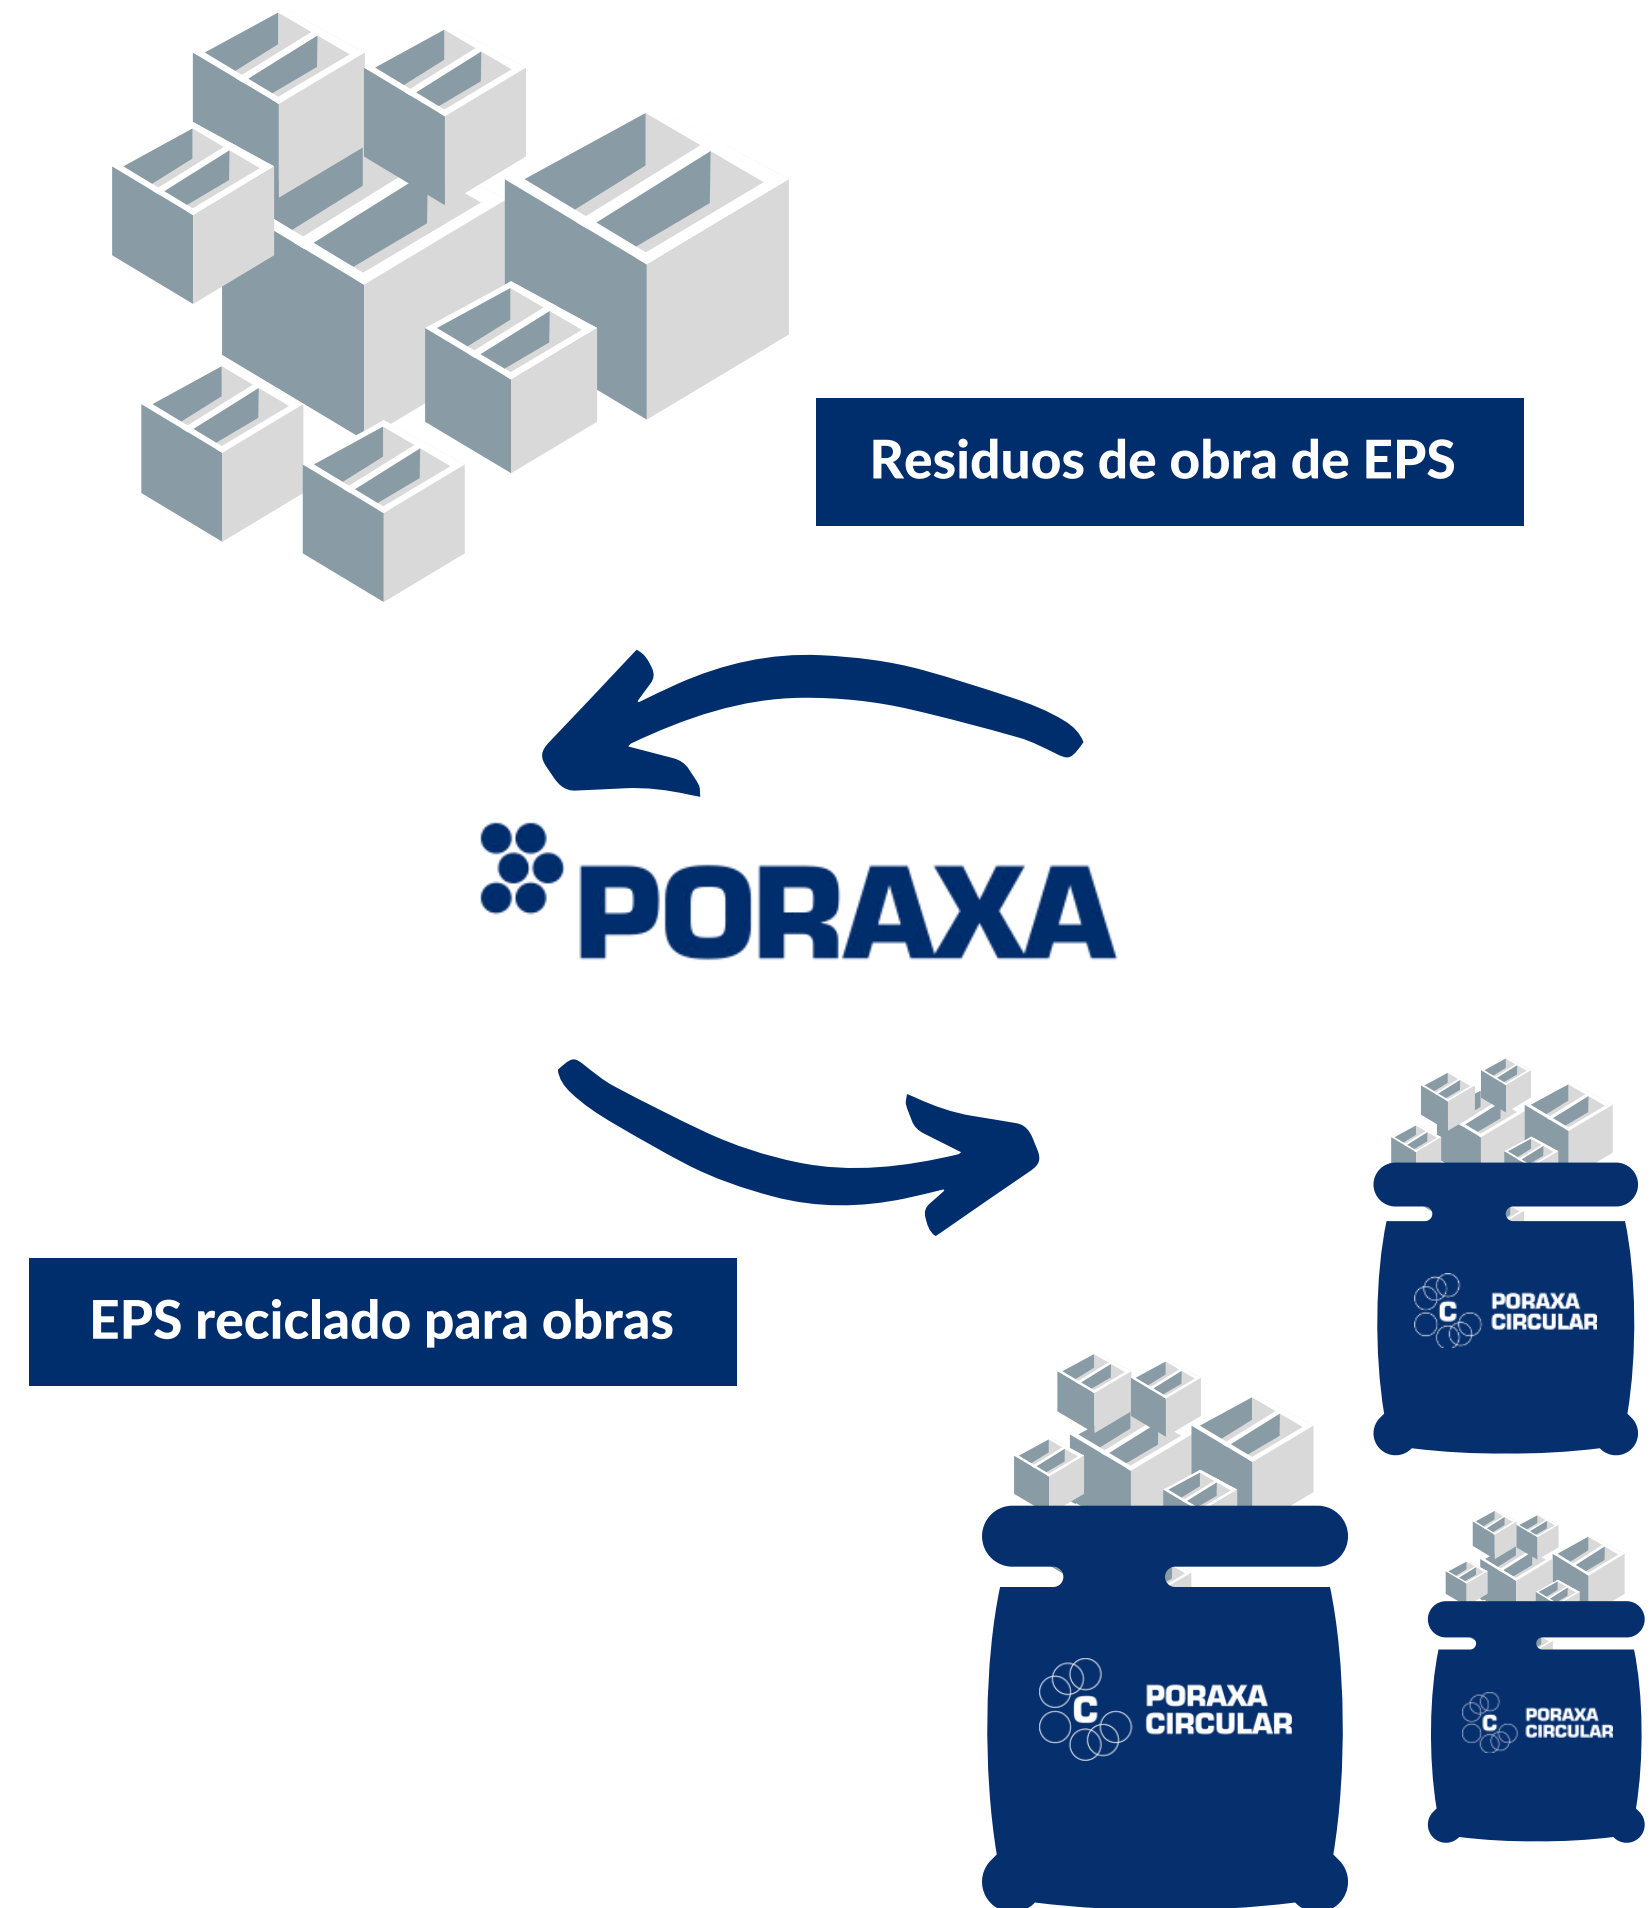 Residuos de obra de EPS
PORAXA
EPS reciclado para obras
C
PORAXA
CIRCULAR
C
PORAXA
CIRCULAR
C
PORAXA
CIRCULAR